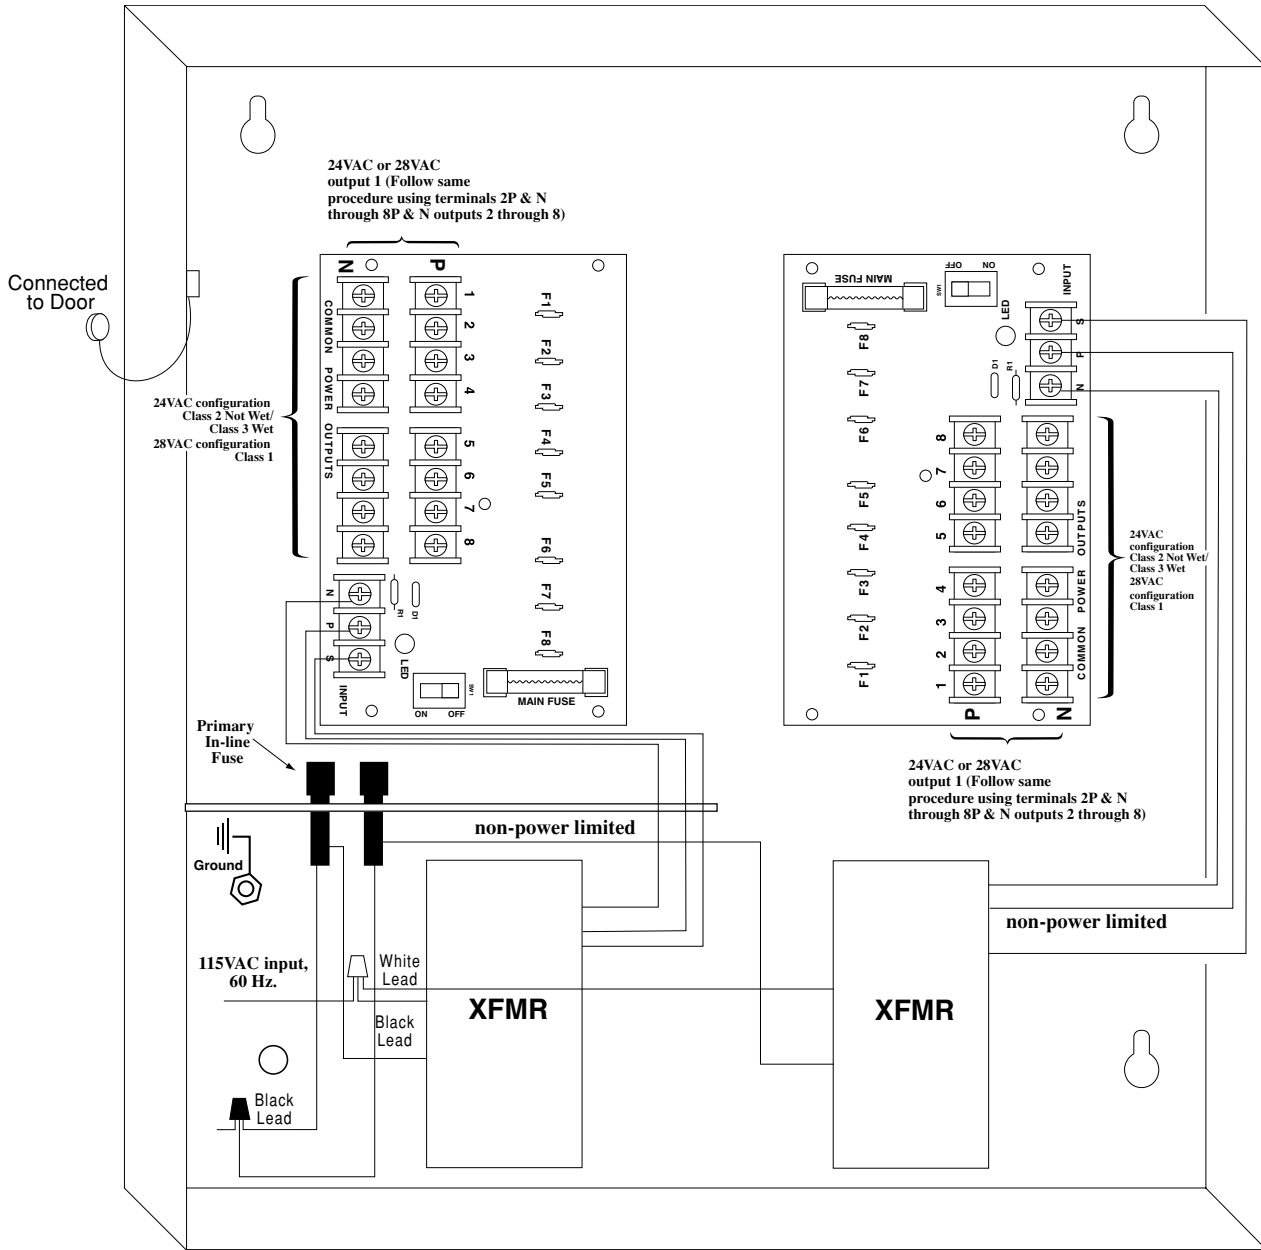 24VAC or 28VAC
output 1 (Follow same
procedure using terminals 2P & N
through 8P & N outputs 2 through 8)
Connected
to Door
N
P
COMMON POWER OUTPUTS
1
2
3
4
5
6
7
8
F1
F2
F3
F4
F5
F6
F7
F8
24VAC configuration
Class 2 Not Wet/
Class 3 Wet
28VAC configuration
Class 1
N
P
S
INPUT
R1
D1
LED
SW1
ON
OFF
MAIN FUSE
MAIN FUSE
OFF
ON
SW1
LED
INPUT
S
P
N
D1
R1
F8
F7
F6
F5
F4
F3
F2
F1
8
7
6
5
4
3
2
1
P
N
COMMON POWER OUTPUTS
24VAC
configuration
Class 2 Not Wet/
Class 3 Wet
28VAC
configuration
Class 1
24VAC or 28VAC
output 1 (Follow same
procedure using terminals 2P & N
through 8P & N outputs 2 through 8)
Primary
In-line
Fuse
non-power limited
Ground
non-power limited
115VAC input,
60 Hz.
White
Lead
Black
Lead
XFMR
XFMR
Black
Lead